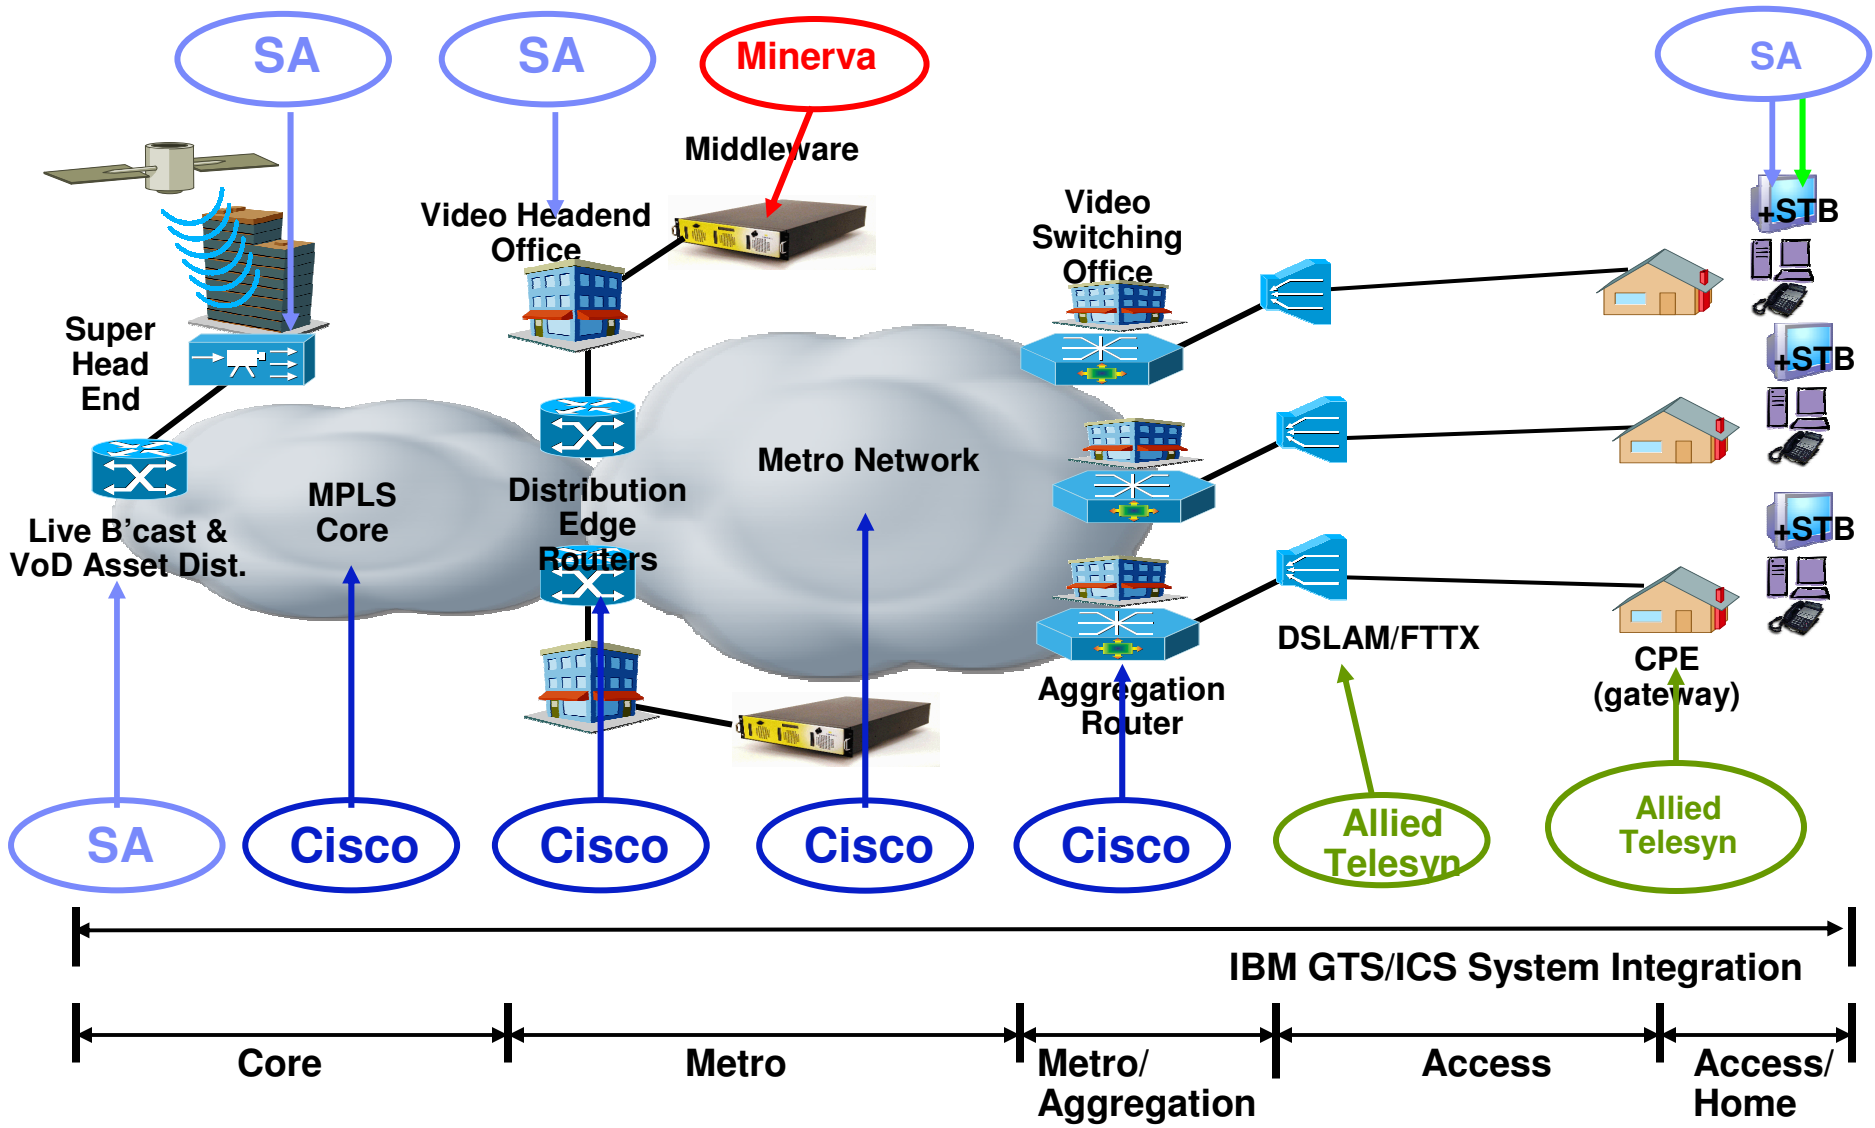 SA
SA
Minerva
SA
Middleware
Video Headend
Office
Video
Switching
Office
+STB
Super
Head
End
+STB
Metro Network
MPLS
Core
Distribution
Edge
Routers
+STB
Live B'cast &
VoD Asset Dist.
DSLAM/FTTX
CPE
(gateway)
Aggregation
Router
SA
Cisco
Cisco
Cisco
Cisco
Allied
Telesyn
Allied
Telesyn
IBM GTS/ICS System Integration
Core
Metro
Metro/
Aggregation
Access
Access/
Home